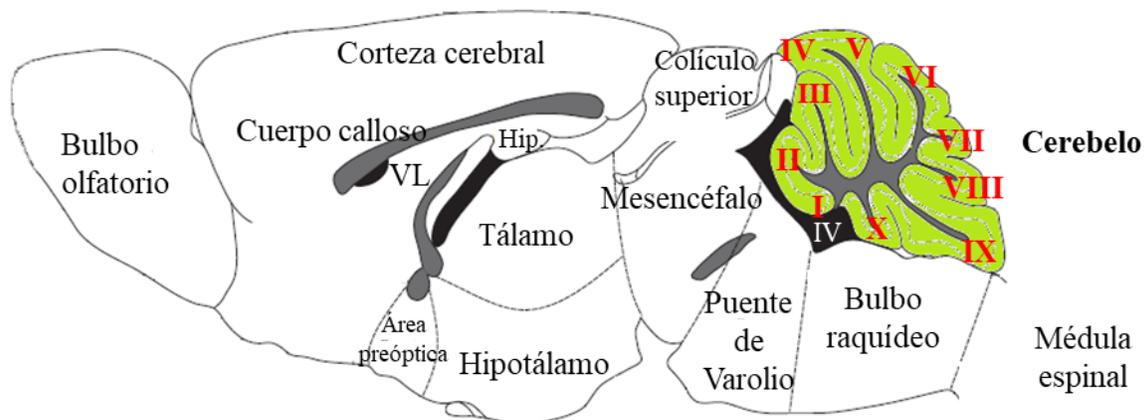 Corteza cerebral
Colículo
superior
IV
V
VI
III
Bulbo
olfatorio
Cuerpo calloso
Hip.
VII
Cerebelo
VL
II
Mesencéfalo
VIII
I
IV
X
IX
Tálamo
Área
preóptica
Hipotálamo
Puente
de
Varolio
Bulbo
raquídeo
Médula
espinal